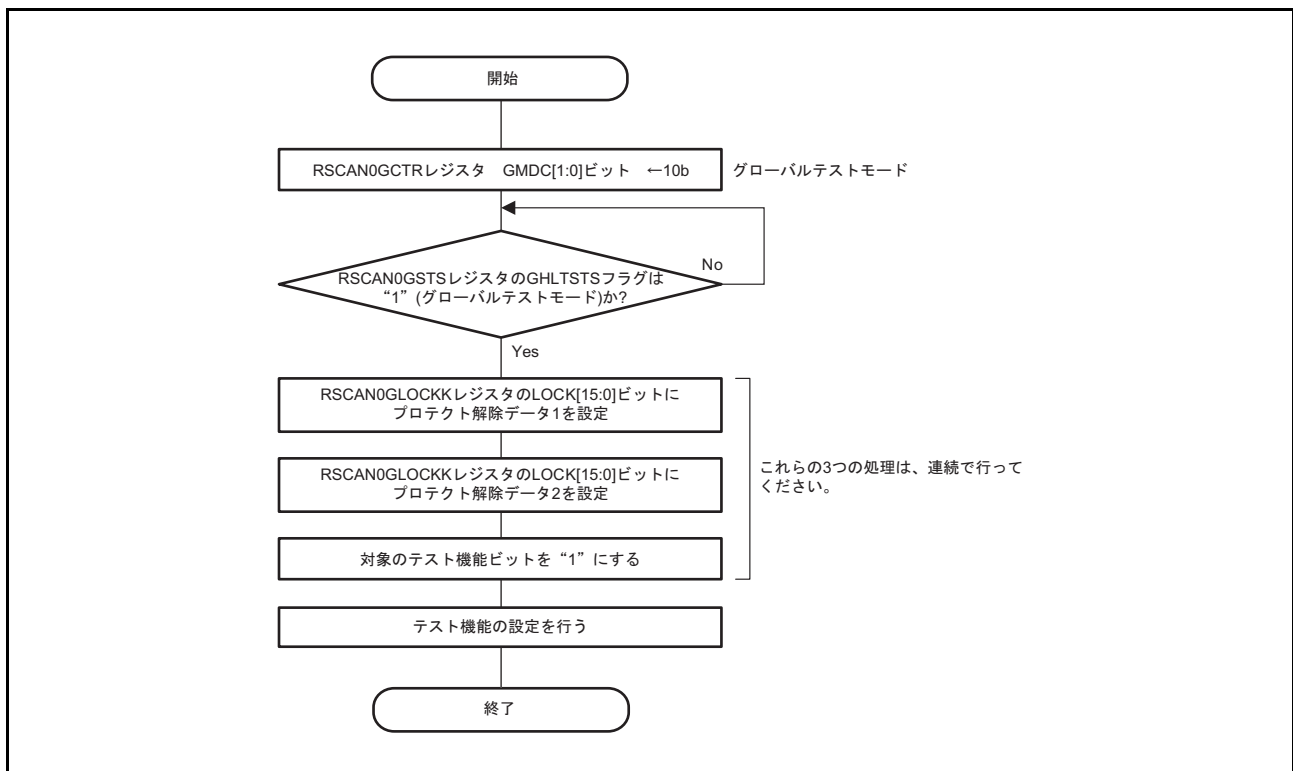 開始
RSCAN0GCTRレジスタ GMDC[1:0]ビット ←10b
グローバルテストモード
No
RSCAN0GSTSレジスタのGHLTSTSフラグは
“1”(グローバルテストモード)か?
Yes
RSCAN0GLOCKKレジスタのLOCK[15:0]ビットに
プロテクト解除データ1を設定
RSCAN0GLOCKKレジスタのLOCK[15:0]ビットに
プロテクト解除データ2を設定
これらの3つの処理は、連続で行って
ください。
対象のテスト機能ビットを“1”にする
テスト機能の設定を行う
終了